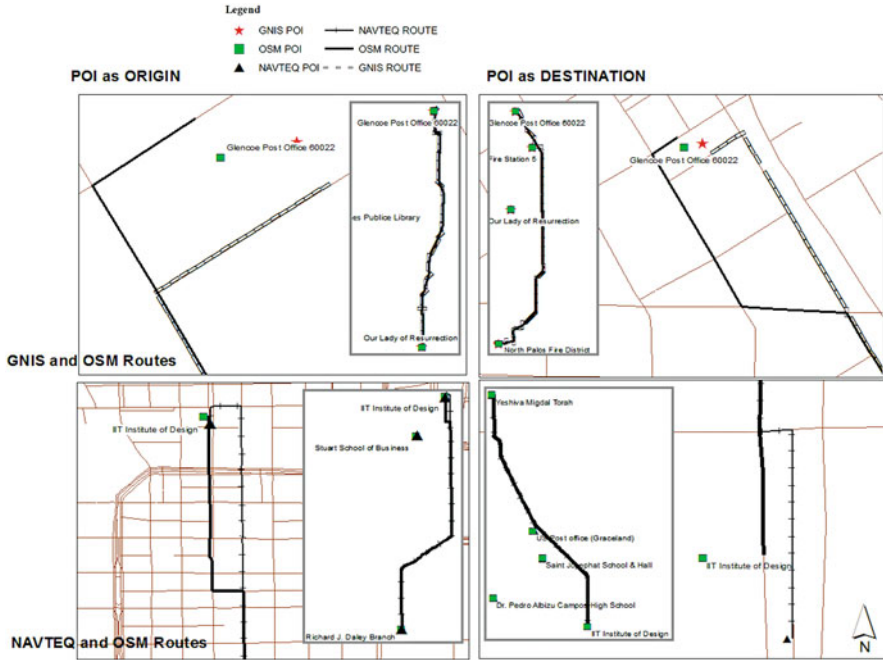 Legend
GNIS POI NAVTEQ ROUTE
OSM POI OSM ROUTE
NAVTEQ POI GNIS ROUTE
POI as ORIGIN
POI as DESTINATION
Glencoe Post Office 60022
Glencoe Post Office 60022
es Publice Library
Our Lady of Resurrection
Glencoe Post Office 60022
Fire Station 6
Our Lady of Resurrection
North Palos Fire District
Glencoe Post Office 60022
GNIS and OSM Routes
IIT Institute of Design
IIT Institute of Design
Stuart School of Business
Richard J. Daley Branch
Yeshiva Migdal Torah
US Post office (Graceland)
Saint Josephat School & Hall
Dr. Pedro Albizu Campos High School
IIT Institute of Design
IIT Institute of Design
NAVTEQ and OSM Routes
N